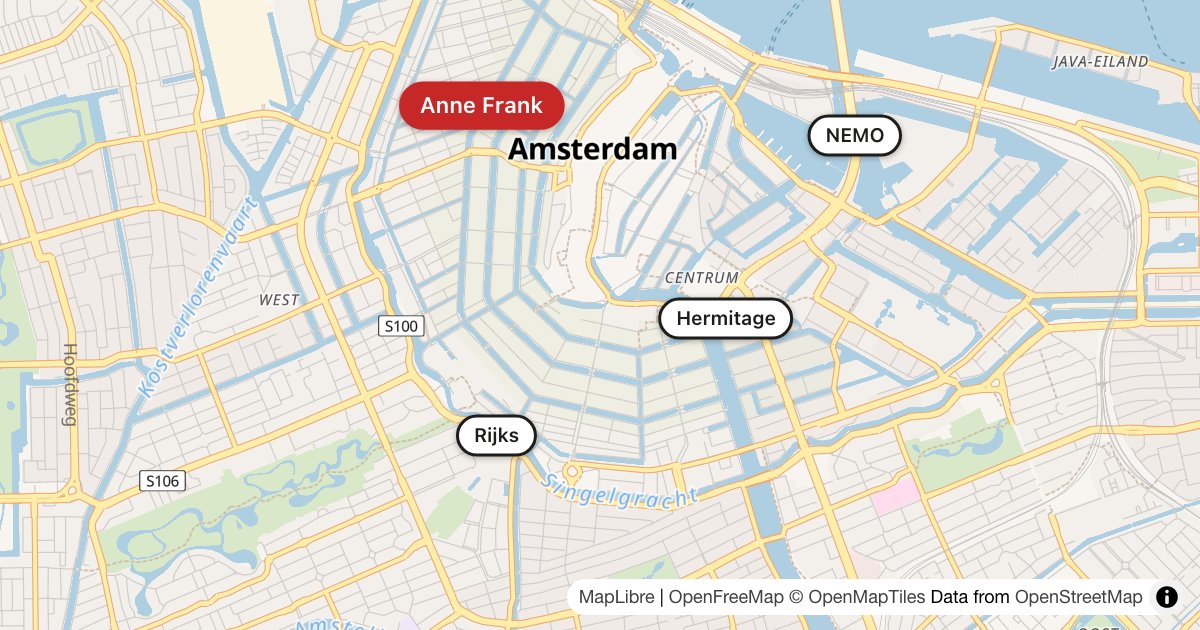 JAVA-EILAND
Anne Frank
NEMO
Amsterdam
Kostverlorenvaart
CENTRUM
WEST
Hermitage
S100
Hoofdweg
Rijks
S106
Singelgracht
MapLibre | OpenFreeMap © OpenMapTiles Data from OpenStreetMap